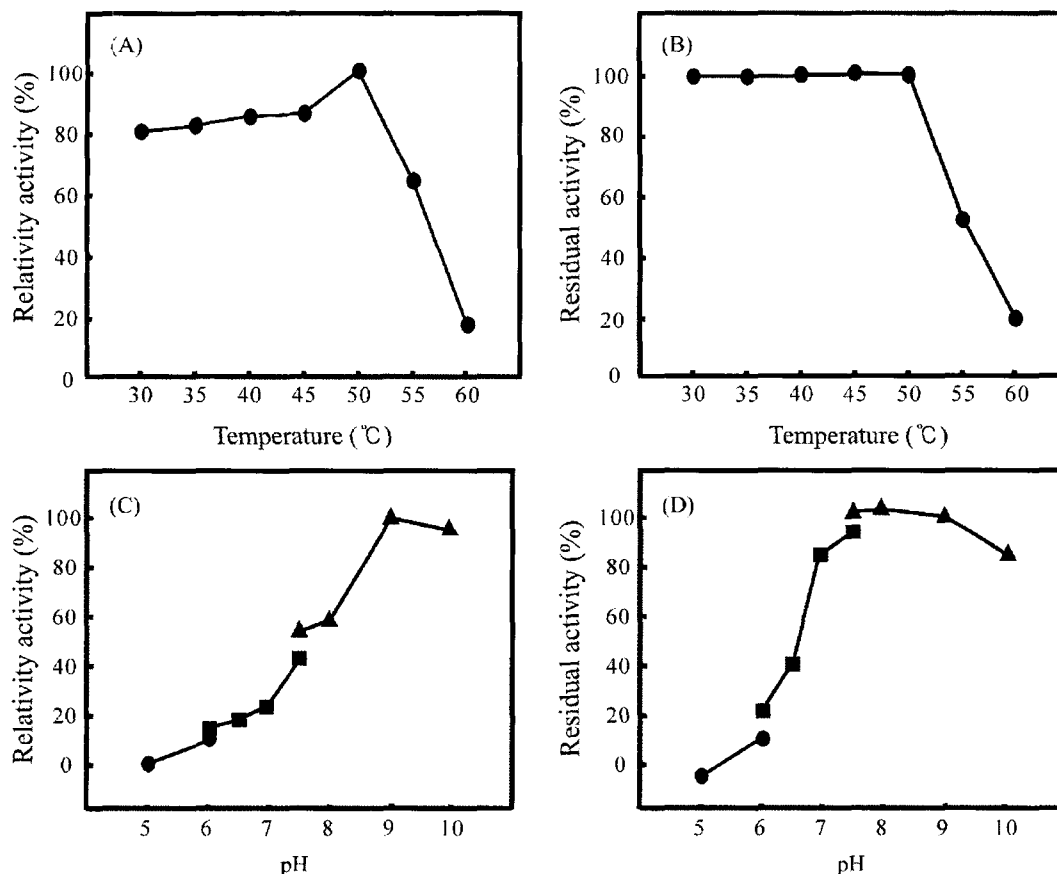 (A)
Relativity activity (%)
100
80
60
40
20
0
30 35 40 45 50 55 60
Temperature (℃)
(B)
Residual activity (%)
100
80
60
40
20
0
30 35 40 45 50 55 60
Temperature (℃)
(C)
Relativity activity (%)
100
80
60
40
20
0
5 6 7 8 9 10
pH
(D)
Residual activity (%)
100
80
60
40
20
0
5 6 7 8 9 10
pH